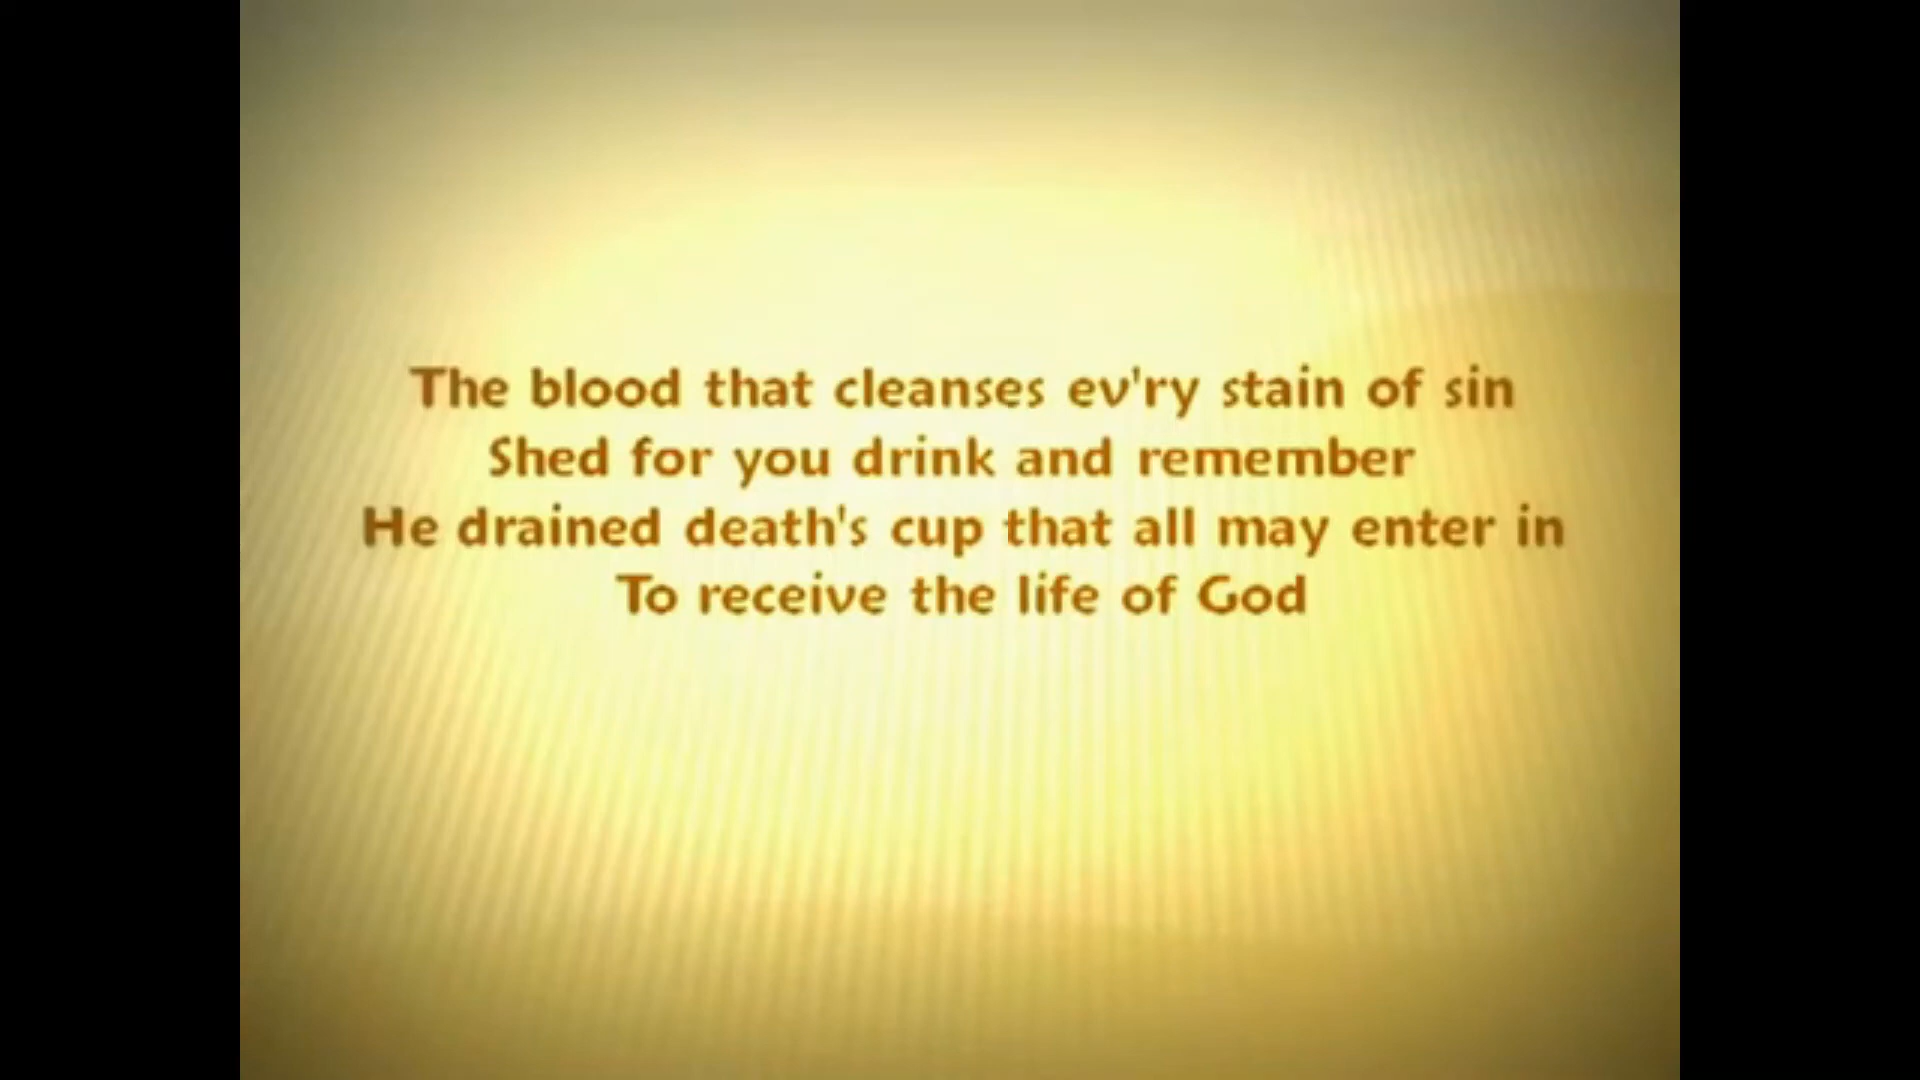 The blood that cleanses ev'ry stain of sin
Shed for you drink and remember
He drained death's cup that all may enter in
To receive the life of God